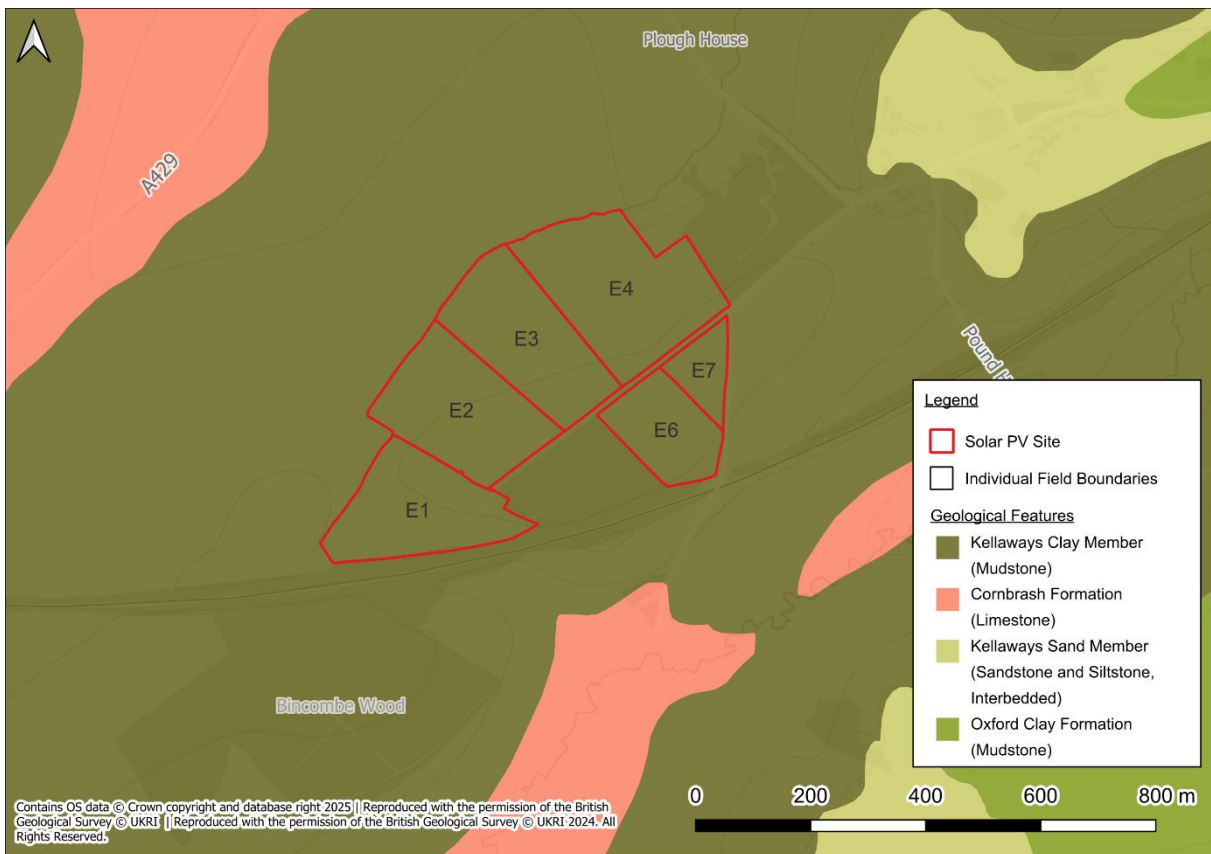 Plough House
A429
E4
E3
E7
E2
E6
E1
Pound H
Bincombe Wood
Legend
Solar PV Site
Individual Field Boundaries
Geological Features
Kellaways Clay Member
(Mudstone)
Cornbrash Formation
(Limestone)
Kellaways Sand Member
(Sandstone and Siltstone,
Interbedded)
Oxford Clay Formation
(Mudstone)
0 200 400 600 800 m
Contains OS data © Crown copyright and database right 2025 | Reproduced with the permission of the British
Geological Survey © UKRI | Reproduced with the permission of the British Geological Survey © UKRI 2024. All
Rights Reserved.